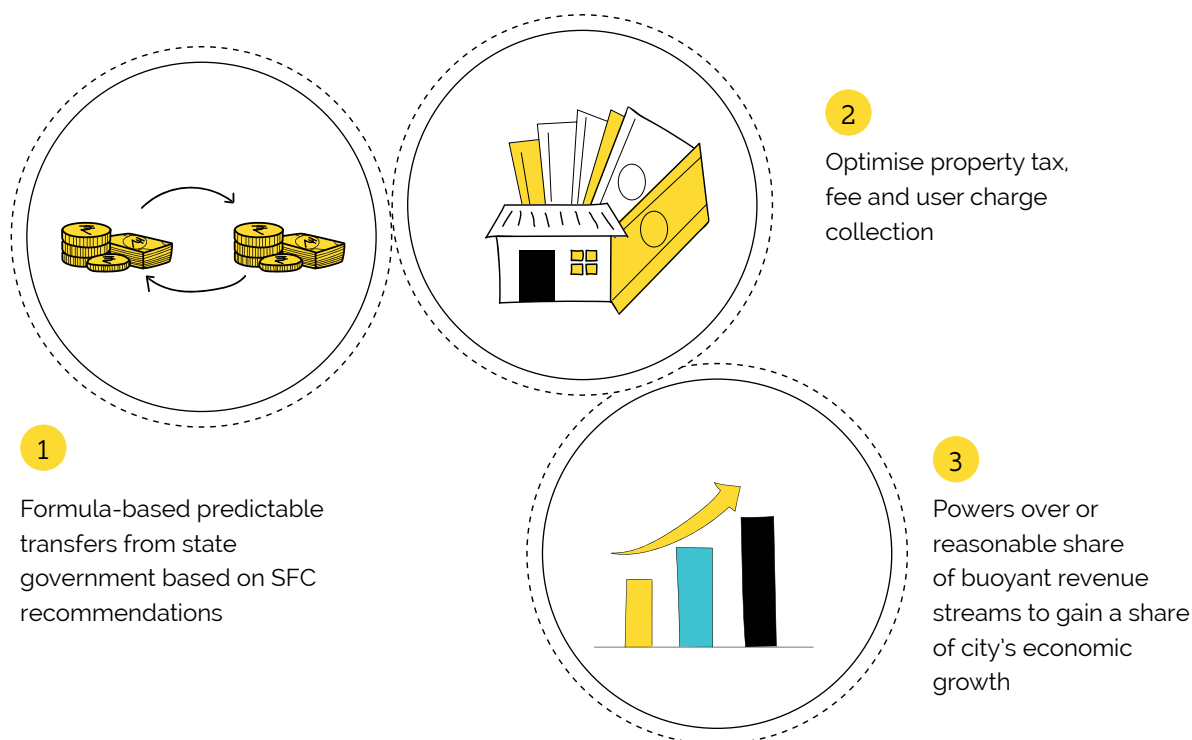 1
Formula-based predictable
transfers from state
government based on SFC
recommendations
2
Optimise property tax,
fee and user charge
collection
3
Powers over or
reasonable share
of buoyant revenue
streams to gain a share
of city's economic
growth